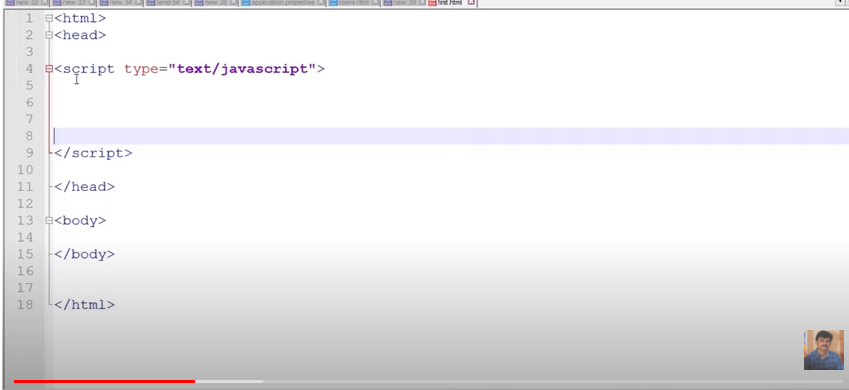 new 32 new 33 new 34 temp.txt new 38 application.properties loems.html new 39 first.html
1 <html>
2 <head>
3
4 <script type="text/javascript">
5
6
7
8
9 </script>
10
11 </head>
12
13 <body>
14
15 </body>
16
17
18 </html>